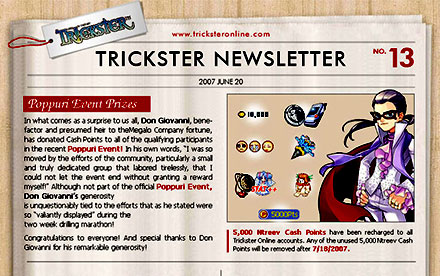 TRICKSTER
www.tricksteronline.com
TRICKSTER NEWSLETTER
NO. 13
2007 JUNE 20
Poppuri Event Prizes
In what comes as a surprise to us all, Don Giovanni, bene-
factor and presumed heir to theMegalo Company fortune,
has donated Cash Points to all of the qualifying participants
in the recent Poppuri Event! In his own words, "I was so
moved by the efforts of the community, particularly a small
and truly dedicated group that labored tirelessly, that I
could not let the event end without granting a reward
myself!" Although not part of the official Poppuri Event,
Don Giovanni's generosity
is unquestionably tied to the efforts that as he stated were
so "valiantly displayed" during the
two week drilling marathon!
Congratulations to everyone! And special thanks to Don
Giovanni for his remarkable generosity!
10,000
STAT++
5000Pts
5,000 Ntreev Cash Points have been recharged to all
Trickster Online accounts. Any of the unused 5,000 Ntreev Cash
Points will be removed after 7/18/2007.